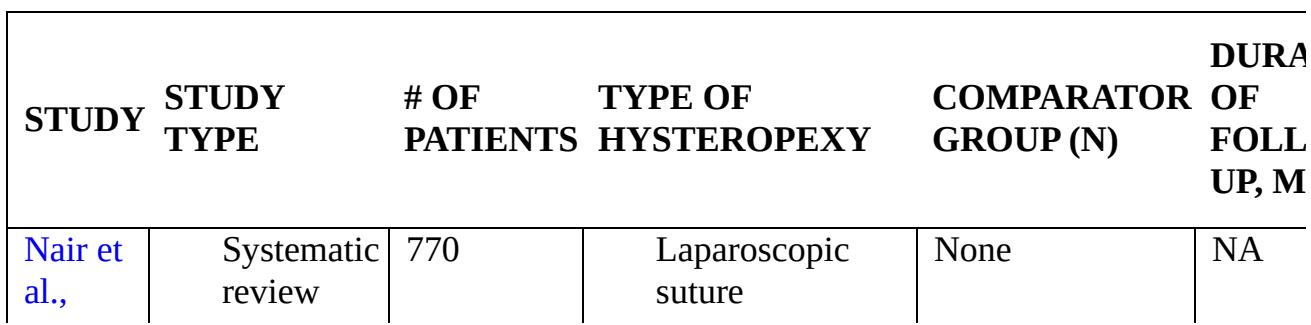 STUDY
STUDY
TYPE
# OF
PATIENTS
TYPE OF
HYSTEROPEXY
COMPARATOR
GROUP (N)
DURA
OF
FOLL
UP, M
Nair et
al.,
Systematic
review
770
Laparoscopic
suture
None
NA